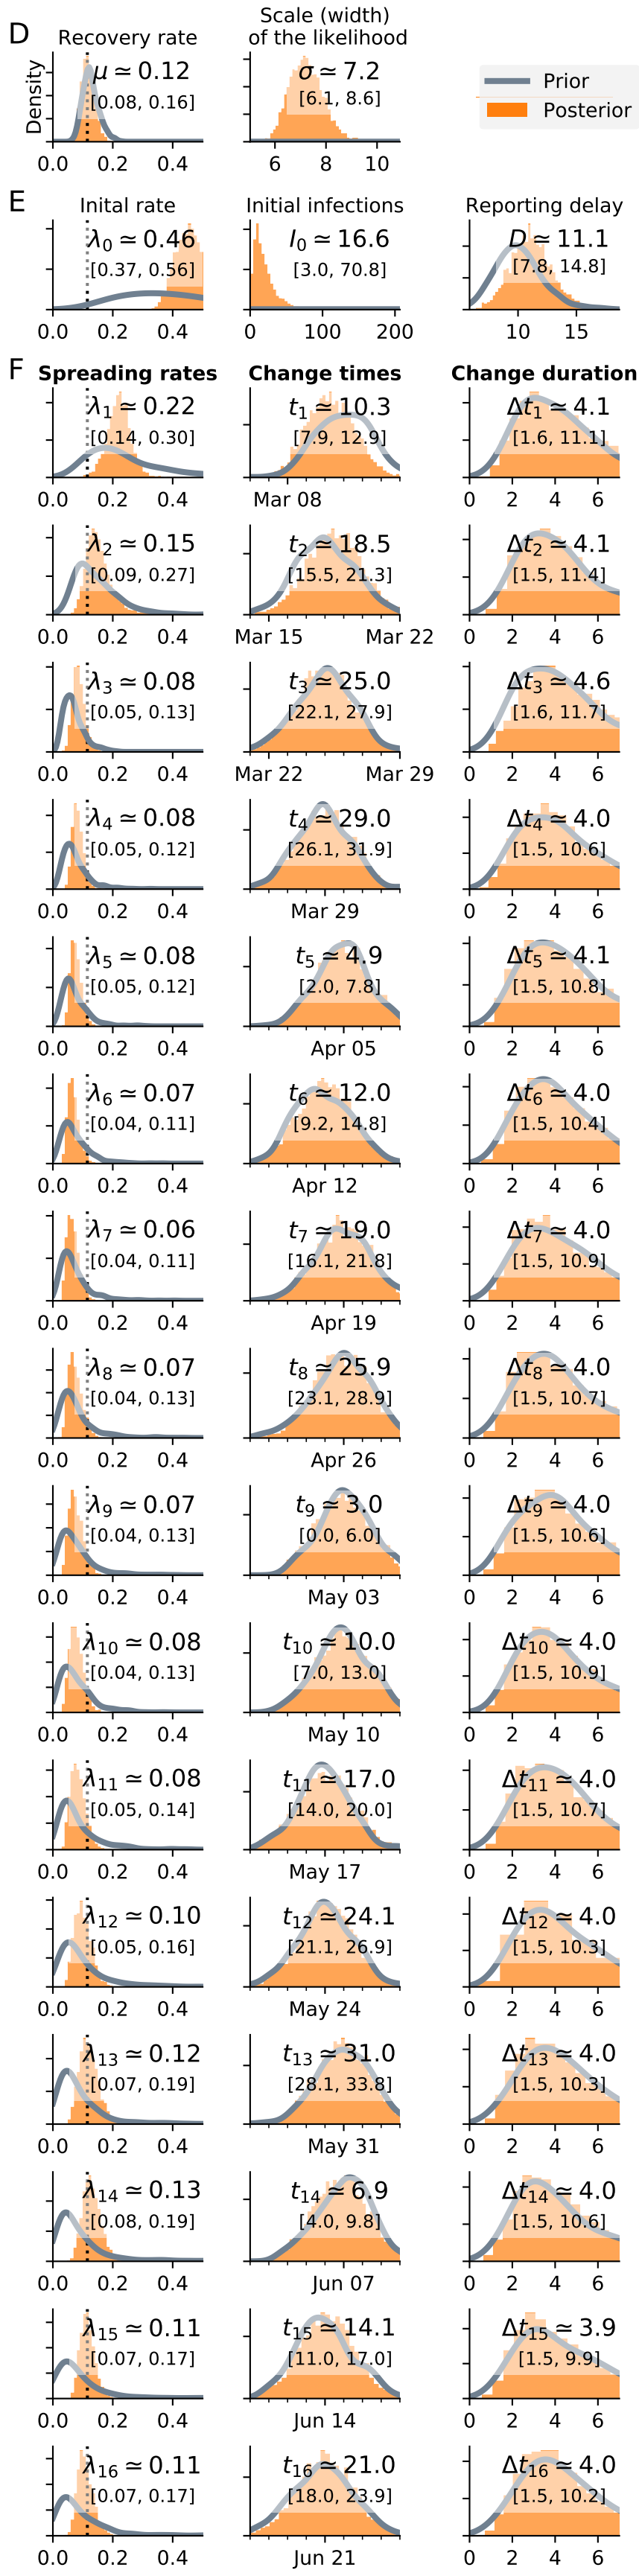 D
Recovery rate
Scale (width)
of the likelihood
Density
μ ≃ 0.12
[0.08, 0.16]
σ ≃ 7.2
[6.1, 8.6]
Prior
Posterior
0.0 0.2 0.4
6 8 10
E
Inital rate
Initial infections
Reporting delay
λ0 ≃ 0.46
[0.37, 0.56]
I0 ≃ 16.6
[3.0, 70.8]
D ≃ 11.1
[7.8, 14.8]
0.0 0.2 0.4
0 100 200
10 15
F
Spreading rates
Change times
Change duration
λ1 ≃ 0.22
[0.14, 0.30]
t1 ≃ 10.3
[7.9, 12.9]
Δt1 ≃ 4.1
[1.6, 11.1]
0.0 0.2 0.4
Mar 08
0 2 4 6
λ2 ≃ 0.15
[0.09, 0.27]
t2 ≃ 18.5
[15.5, 21.3]
Δt2 ≃ 4.1
[1.5, 11.4]
0.0 0.2 0.4
Mar 15 Mar 22
0 2 4 6
λ3 ≃ 0.08
[0.05, 0.13]
t3 ≃ 25.0
[22.1, 27.9]
Δt3 ≃ 4.6
[1.6, 11.7]
0.0 0.2 0.4
Mar 22 Mar 29
0 2 4 6
λ4 ≃ 0.08
[0.05, 0.12]
t4 ≃ 29.0
[26.1, 31.9]
Δt4 ≃ 4.0
[1.5, 10.6]
0.0 0.2 0.4
Mar 29
0 2 4 6
λ5 ≃ 0.08
[0.05, 0.12]
t5 ≃ 4.9
[2.0, 7.8]
Δt5 ≃ 4.1
[1.5, 10.8]
0.0 0.2 0.4
Apr 05
0 2 4 6
λ6 ≃ 0.07
[0.04, 0.11]
t6 ≃ 12.0
[9.2, 14.8]
Δt6 ≃ 4.0
[1.5, 10.4]
0.0 0.2 0.4
Apr 12
0 2 4 6
λ7 ≃ 0.06
[0.04, 0.11]
t7 ≃ 19.0
[16.1, 21.8]
Δt7 ≃ 4.0
[1.5, 10.9]
0.0 0.2 0.4
Apr 19
0 2 4 6
λ8 ≃ 0.07
[0.04, 0.13]
t8 ≃ 25.9
[23.1, 28.9]
Δt8 ≃ 4.0
[1.5, 10.7]
0.0 0.2 0.4
Apr 26
0 2 4 6
λ9 ≃ 0.07
[0.04, 0.13]
t9 ≃ 3.0
[0.0, 6.0]
Δt9 ≃ 4.0
[1.5, 10.6]
0.0 0.2 0.4
May 03
0 2 4 6
λ10 ≃ 0.08
[0.04, 0.13]
t10 ≃ 10.0
[7.0, 13.0]
Δt10 ≃ 4.0
[1.5, 10.9]
0.0 0.2 0.4
May 10
0 2 4 6
λ11 ≃ 0.08
[0.05, 0.14]
t11 ≃ 17.0
[14.0, 20.0]
Δt11 ≃ 4.0
[1.5, 10.7]
0.0 0.2 0.4
May 17
0 2 4 6
λ12 ≃ 0.10
[0.05, 0.16]
t12 ≃ 24.1
[21.1, 26.9]
Δt12 ≃ 4.0
[1.5, 10.3]
0.0 0.2 0.4
May 24
0 2 4 6
λ13 ≃ 0.12
[0.07, 0.19]
t13 ≃ 31.0
[28.1, 33.8]
Δt13 ≃ 4.0
[1.5, 10.3]
0.0 0.2 0.4
May 31
0 2 4 6
λ14 ≃ 0.13
[0.08, 0.19]
t14 ≃ 6.9
[4.0, 9.8]
Δt14 ≃ 4.0
[1.5, 10.6]
0.0 0.2 0.4
Jun 07
0 2 4 6
λ15 ≃ 0.11
[0.07, 0.17]
t15 ≃ 14.1
[11.0, 17.0]
Δt15 ≃ 3.9
[1.5, 9.9]
0.0 0.2 0.4
Jun 14
0 2 4 6
λ16 ≃ 0.11
[0.07, 0.17]
t16 ≃ 21.0
[18.0, 23.9]
Δt16 ≃ 4.0
[1.5, 10.2]
0.0 0.2 0.4
Jun 21
0 2 4 6